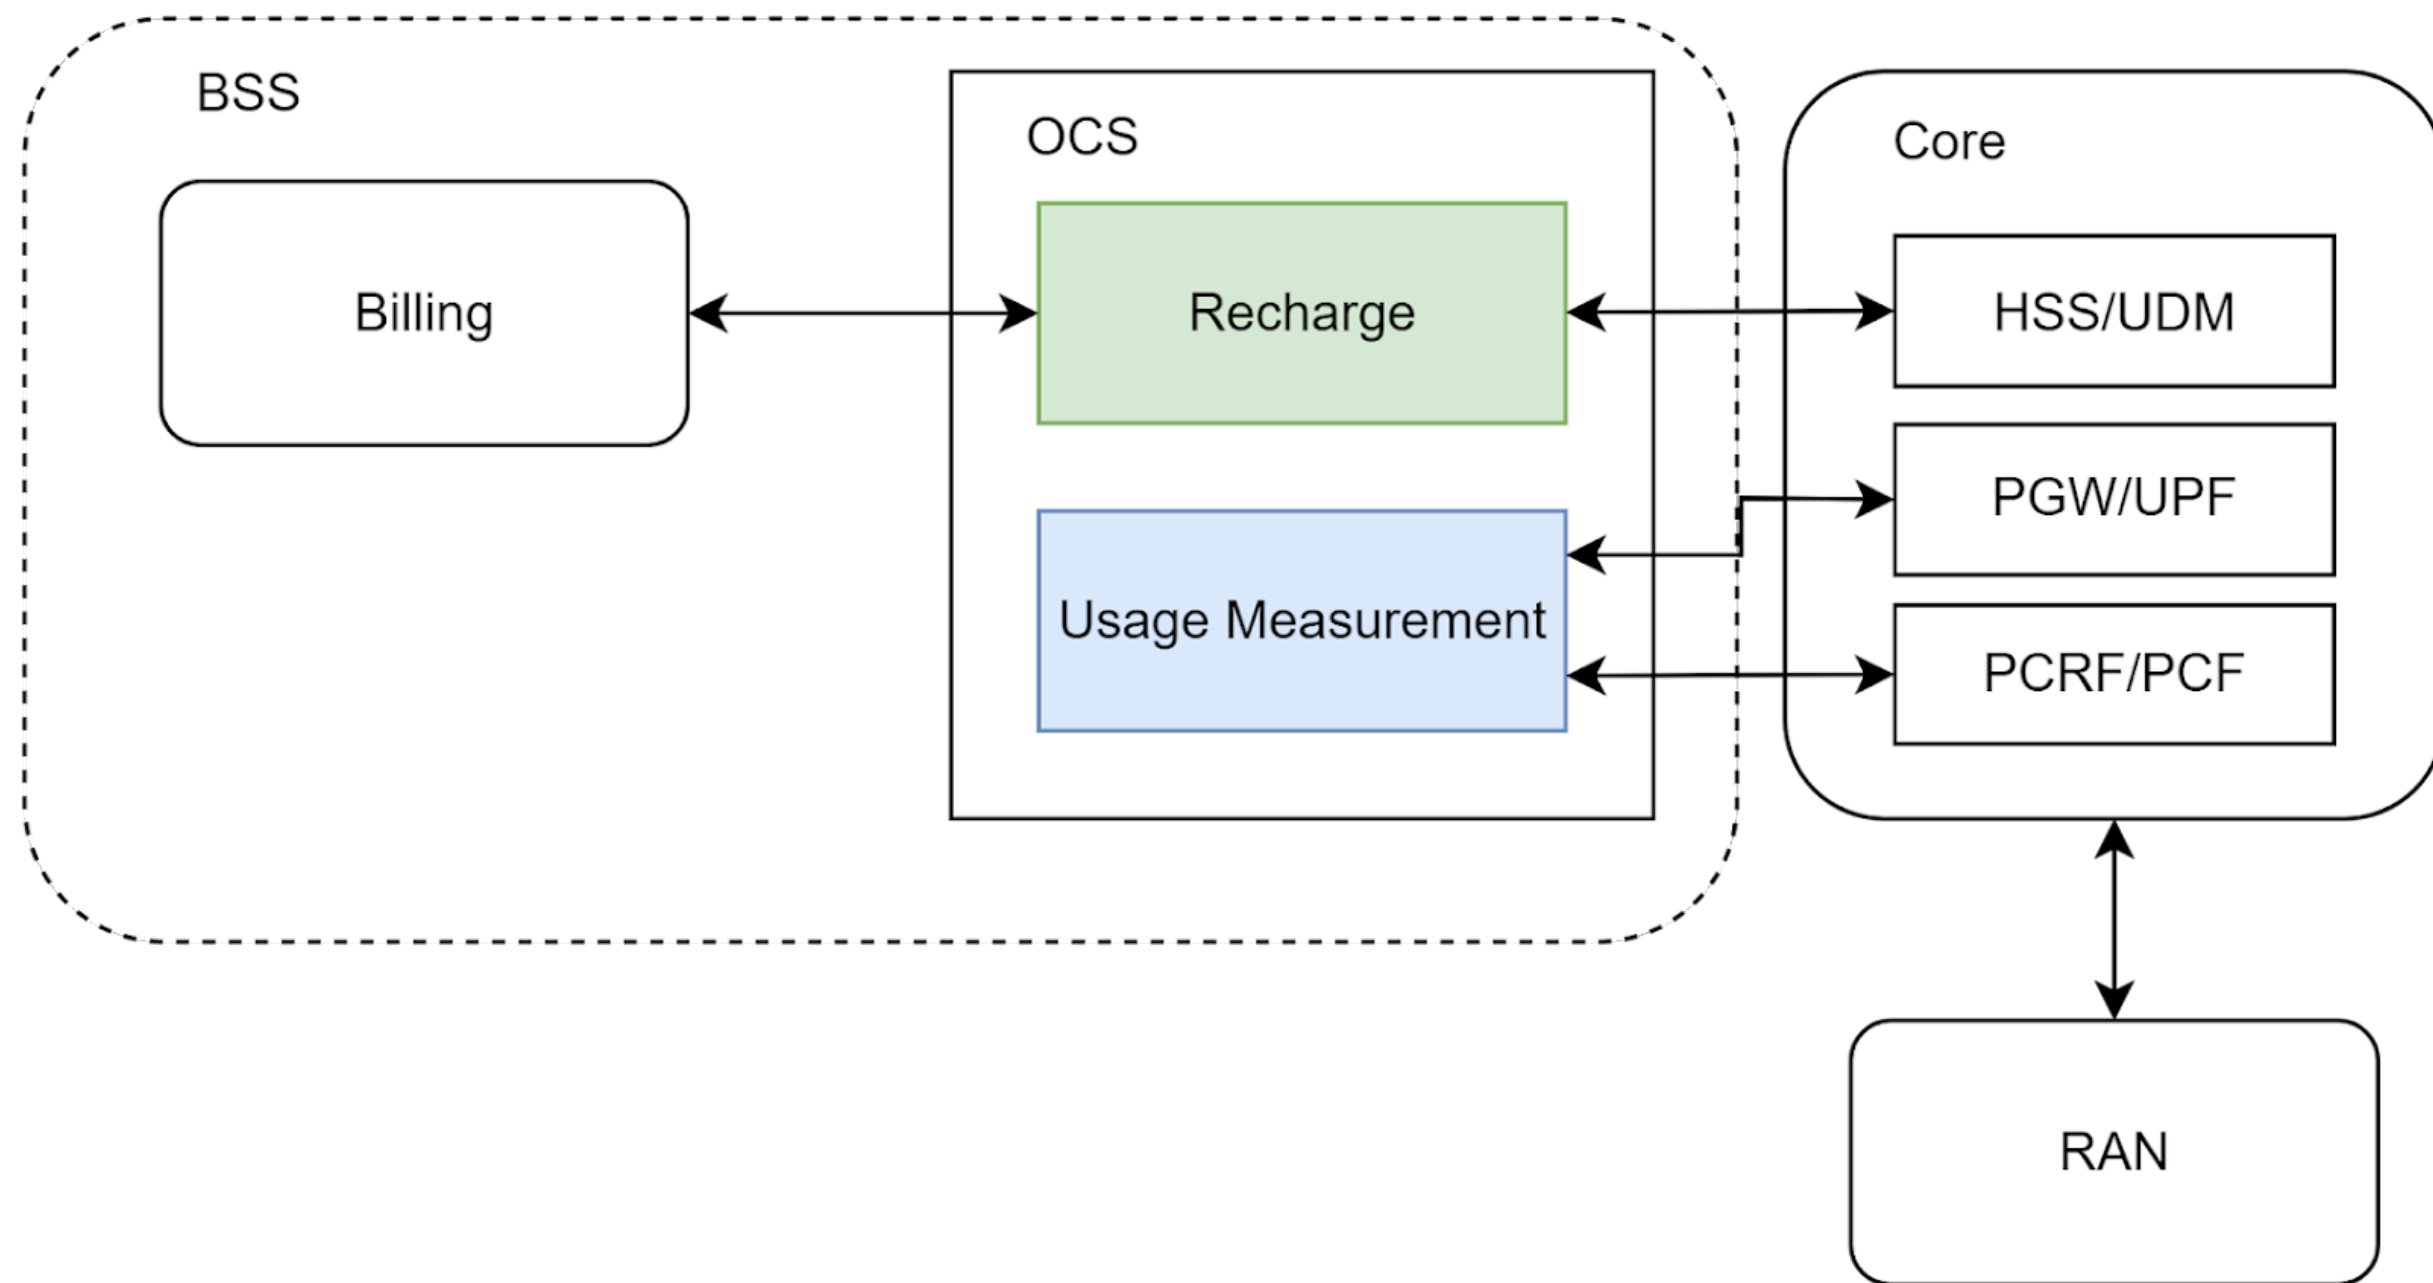 BSS
OCS
Core
Billing
Recharge
HSS/UDM
PGW/UPF
Usage Measurement
PCRF/PCF
RAN